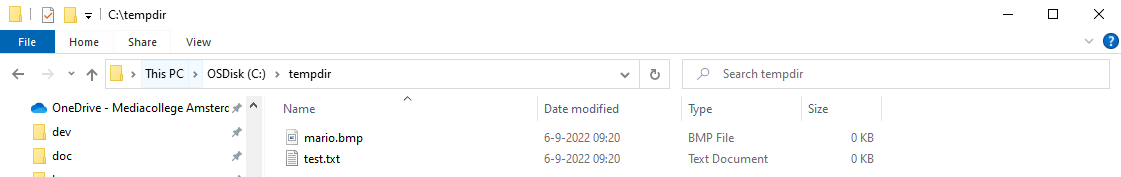 C:\tempdir
File Home Share View
This PC OSDisk (C:) tempdir Search tempdir
OneDrive - Mediacollege Amster
Name Date modified Type Size
dev
mario.bmp 6-9-2022 09:20 BMP File 0 KB
doc
test.txt 6-9-2022 09:20 Text Document 0 KB